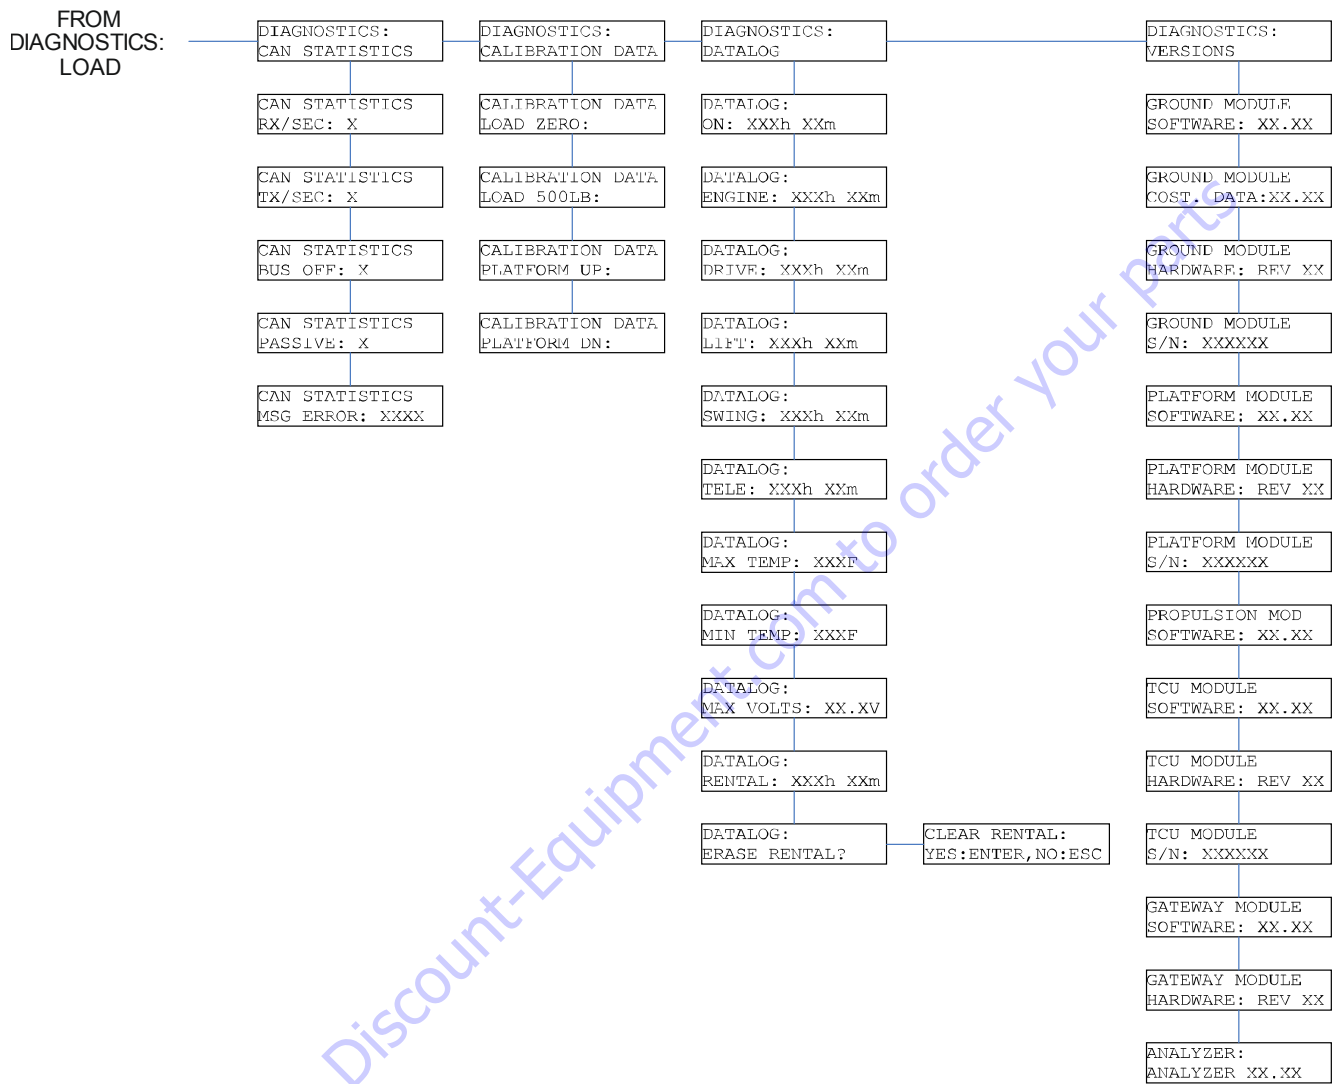 FROM
DIAGNOSTICS:
LOAD
DIAGNOSTICS:
CAN STATISTICS
CAN STATISTICS
RX/SEC: X
CAN STATISTICS
TX/SEC: X
CAN STATISTICS
BUS OFF: X
CAN STATISTICS
PASSIVE: X
CAN STATISTICS
MSG ERROR: XXXX
DIAGNOSTICS:
CALIBRATION DATA
CALIBRATION DATA
LOAD ZERO:
CALIBRATION DATA
LOAD 500LB:
CALIBRATION DATA
PLATFORM UP:
CALIBRATION DATA
PLATFORM DN:
DIAGNOSTICS:
DATALOG
DATALOG:
ON: XXXh XXm
DATALOG:
ENGINE: XXXh XXm
DATALOG:
DRIVE: XXXh XXm
DATALOG:
LIFT: XXXh XXm
DATALOG:
SWING: XXXh XXm
DATALOG:
TELE: XXXh XXm
DATALOG:
MAX TEMP: XXXF
DATALOG:
MIN TEMP: XXXF
DATALOG:
MAX VOLTS: XX.XV
DATALOG:
RENTAL: XXXh XXm
DATALOG:
ERASE RENTAL?
CLEAR RENTAL:
YES:ENTER,NO:ESC
DIAGNOSTICS:
VERSIONS
GROUND MODULE
SOFTWARE: XX.XX
GROUND MODULE
COST. DATA:XX.XX
GROUND MODULE
HARDWARE: REV XX
GROUND MODULE
S/N: XXXXXX
PLATFORM MODULE
SOFTWARE: XX.XX
PLATFORM MODULE
HARDWARE: REV XX
PLATFORM MODULE
S/N: XXXXXX
PROPULSION MOD
SOFTWARE: XX.XX
TCU MODULE
SOFTWARE: XX.XX
TCU MODULE
HARDWARE: REV XX
TCU MODULE
S/N: XXXXXX
GATEWAY MODULE
SOFTWARE: XX.XX
GATEWAY MODULE
HARDWARE: REV XX
ANALYZER:
ANALYZER XX.XX
Discount-Equipment.com to order your parts